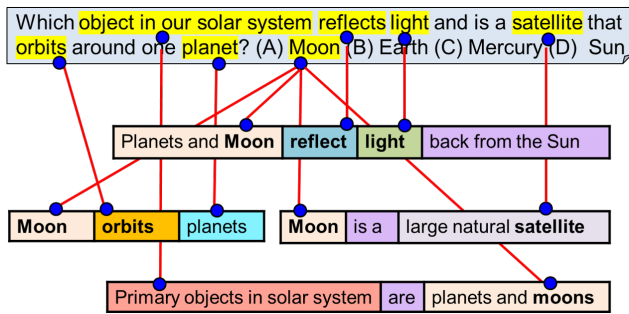 Which object in our solar system reflects light and is a satellite that
orbits around one planet? (A) Moon (B) Earth (C) Mercury (D) Sun
Planets and Moon reflect light back from the Sun
Moon orbits planets
Moon is a large natural satellite
Primary objects in solar system are planets and moons